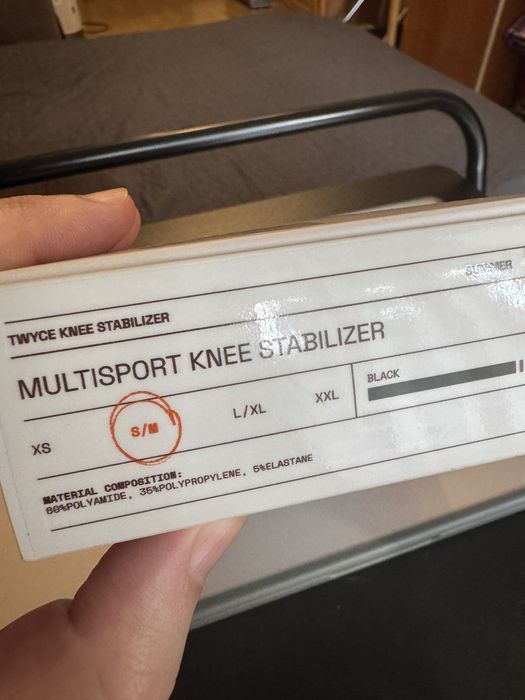 SUMMER
TWYCE KNEE STABILIZER
MULTISPORT KNEE STABILIZER
XS S/M L/XL XXL BLACK
MATERIAL COMPOSITION:
60%POLYAMIDE, 35%POLYPROPYLENE, 5%ELASTANE